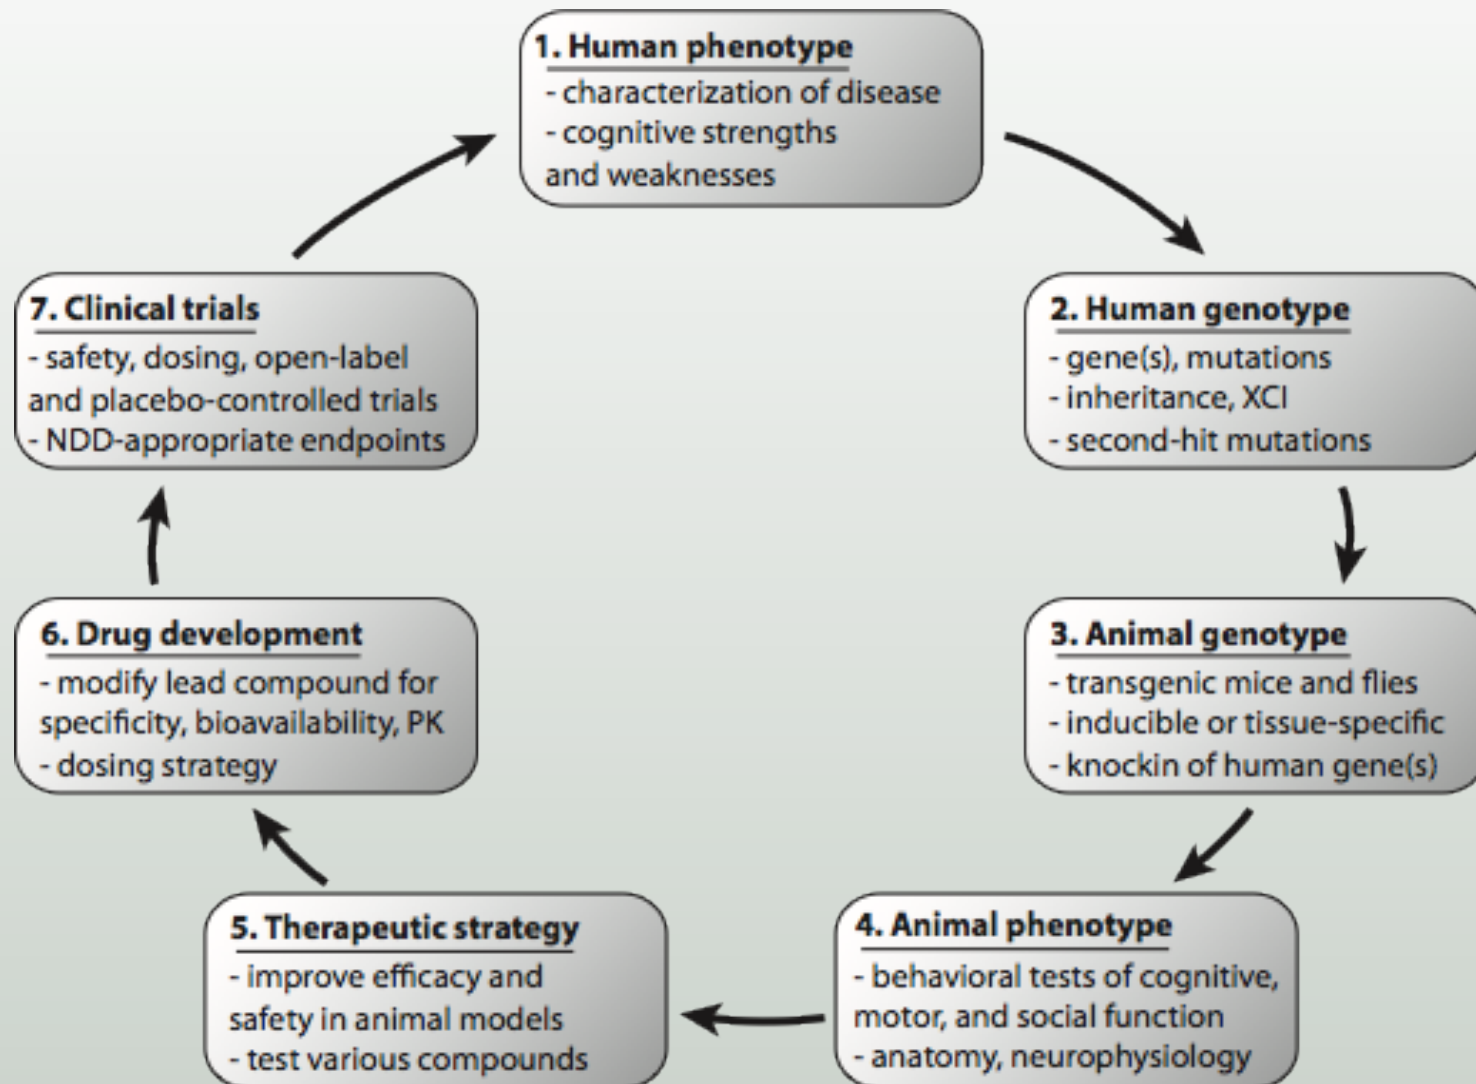 1. Human phenotype
- characterization of disease
- cognitive strengths
and weaknesses
2. Human genotype
- gene(s), mutations
- inheritance, XCI
- second-hit mutations
3. Animal genotype
- transgenic mice and flies
- inducible or tissue-specific
- knockin of human gene(s)
4. Animal phenotype
- behavioral tests of cognitive,
motor, and social function
- anatomy, neurophysiology
5. Therapeutic strategy
- improve efficacy and
safety in animal models
- test various compounds
6. Drug development
- modify lead compound for
specificity, bioavailability, PK
- dosing strategy
7. Clinical trials
- safety, dosing, open-label
and placebo-controlled trials
- NDD-appropriate endpoints